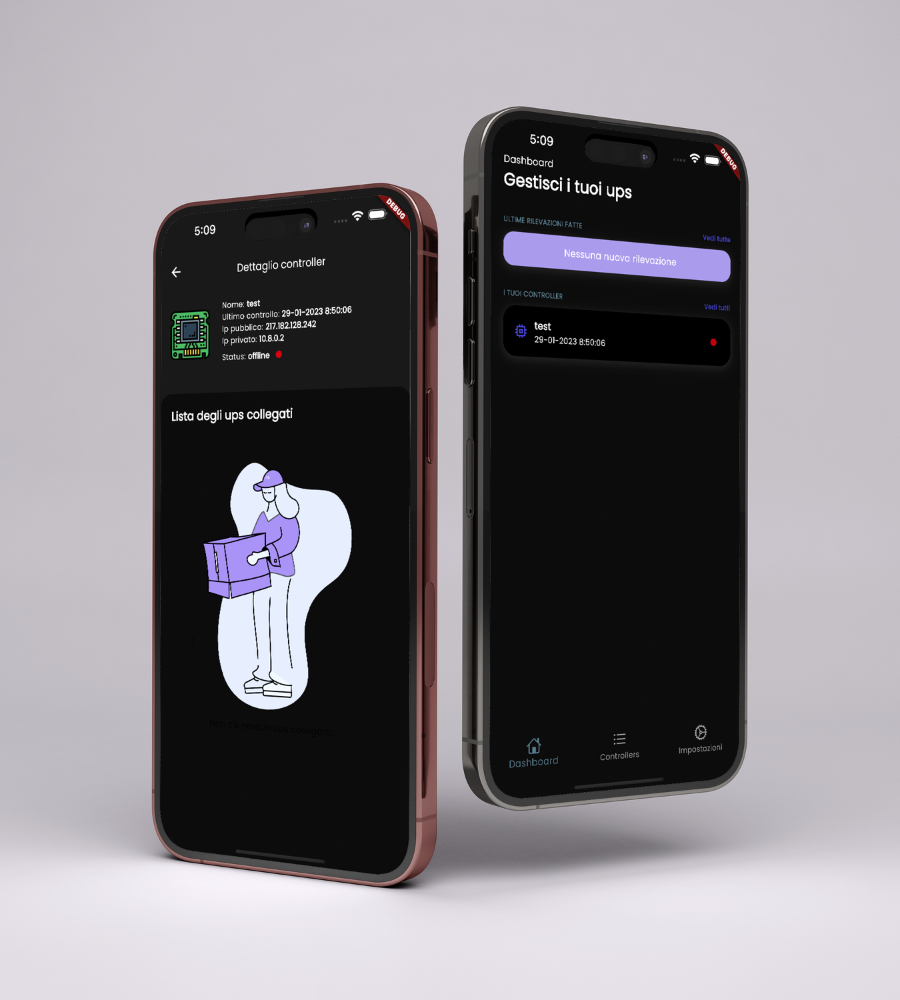 5:09
DEBUG
Dettaglio controller
Nome: test
Ultimo controllo: 29-01-2023 8:50:06
Ip pubblico: 217.182.128.242
Ip privato: 10.8.0.2
Status: offline
Lista degli ups collegati
5:09
DEBUG
Dashboard
Gestisci i tuoi ups
ULTIME RILEVAZIONI FATTE
Vedi tutte
Nessuna nuova rilevazione
I TUOI CONTROLLER
Vedi tutti
test
29-01-2023 8:50:06
Dashboard
Controllers
Impostazioni